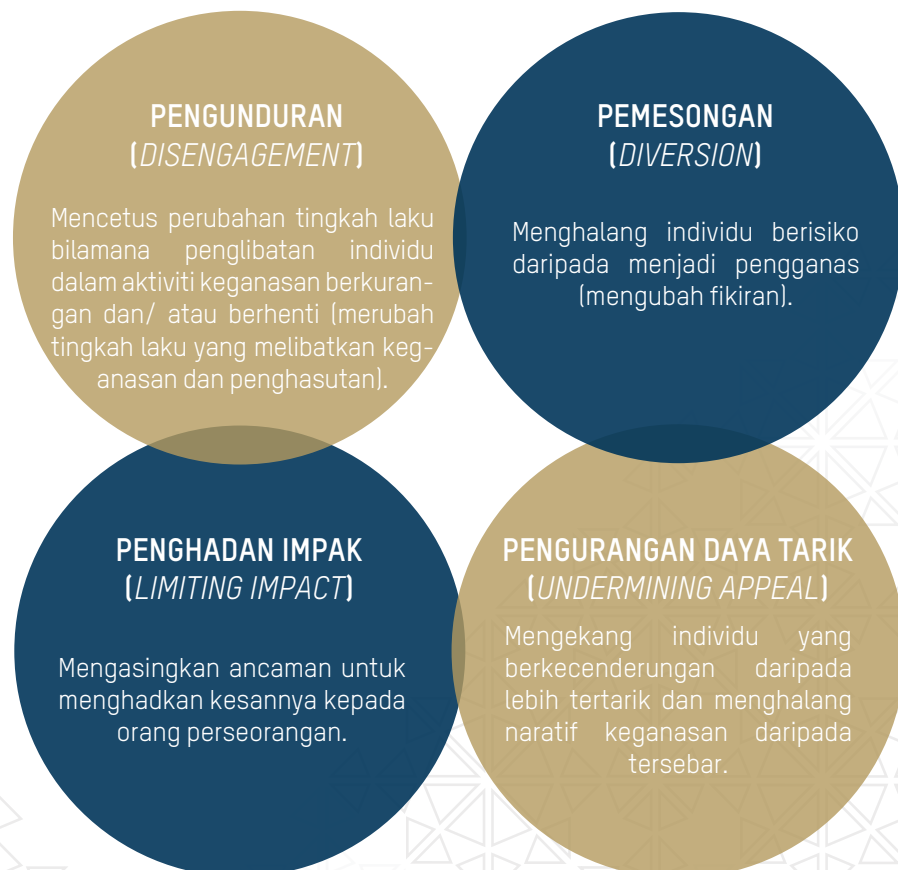 PENGUNDURAN
(DISENGAGEMENT)
Mencetus perubahan tingkah laku
bilamana penglibatan individu
dalam aktiviti keganasan berkuran-
gan dan/ atau berhenti (merubah
tingkah laku yang melibatkan keg-
anasan dan penghasutan).
PEMESONGAN
(DIVERSION)
Menghalang individu berisiko
daripada menjadi pengganas
(mengubah fikiran).
PENGHADAN IMPAK
(LIMITING IMPACT)
Mengasingkan ancaman untuk
menghadkan kesannya kepada
orang perseorangan.
PENGURANGAN DAYA TARIK
(UNDERMINING APPEAL)
Mengekang individu yang
berkecenderungan daripada
lebih tertarik dan menghalang
naratif keganasan daripada
tersebar.